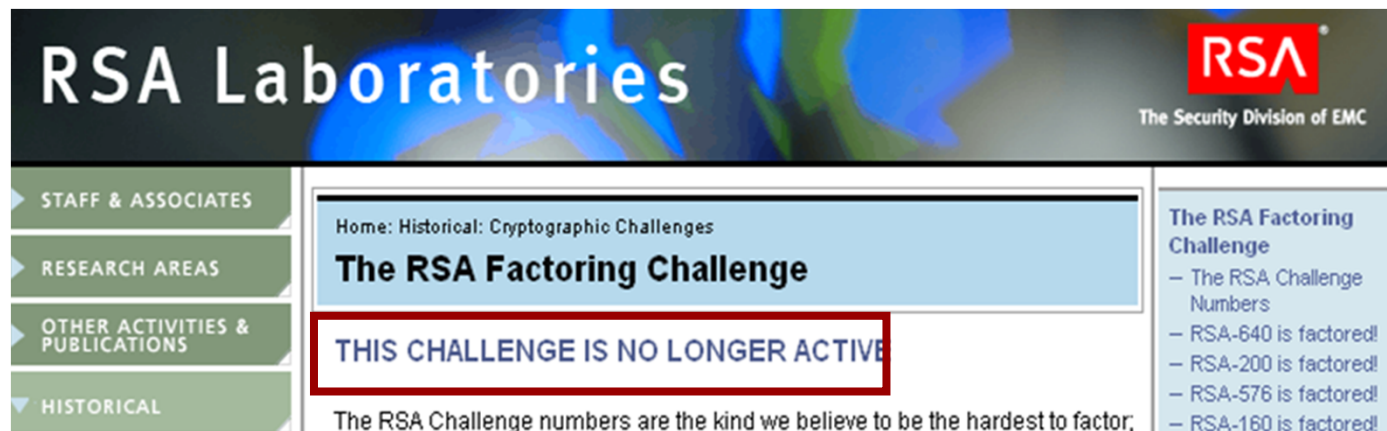 RSA Laboratories
RSA
The Security Division of EMC
STAFF & ASSOCIATES
RESEARCH AREAS
OTHER ACTIVITIES &
PUBLICATIONS
HISTORICAL
Home: Historical: Cryptographic Challenges
The RSA Factoring Challenge
THIS CHALLENGE IS NO LONGER ACTIVE
The RSA Challenge numbers are the kind we believe to be the hardest to factor;
The RSA Factoring
Challenge
– The RSA Challenge
Numbers
– RSA-640 is factored!
– RSA-200 is factored!
– RSA-576 is factored!
– RSA-160 is factored!